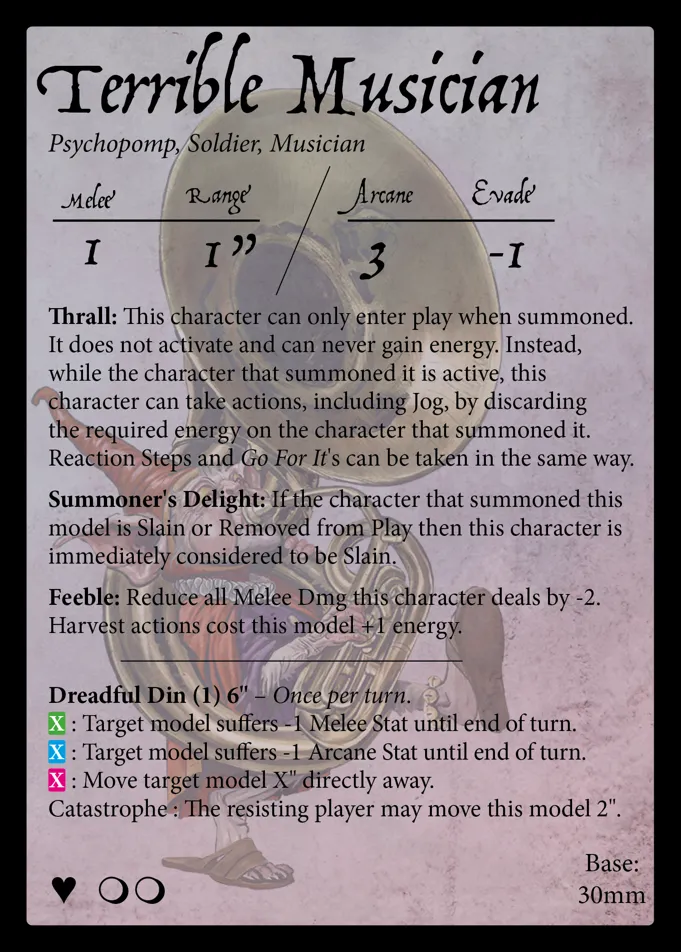 Terrible Musician
Psychopomp, Soldier, Musician
Melee Range Arcane Evade
1 1" 3 -1
Thrall: This character can only enter play when summoned.
It does not activate and can never gain energy. Instead,
while the character that summoned it is active, this
character can take actions, including Jog, by discarding
the required energy on the character that summoned it.
Reaction Steps and Go For It's can be taken in the same way.
Summoner's Delight: If the character that summoned this
model is Slain or Removed from Play then this character is
immediately considered to be Slain.
Feeble: Reduce all Melee Dmg this character deals by -2.
Harvest actions cost this model +1 energy.
Dreadful Din (1) 6" – Once per turn.
X : Target model suffers -1 Melee Stat until end of turn.
X : Target model suffers -1 Arcane Stat until end of turn.
X : Move target model X" directly away.
Catastrophe : The resisting player may move this model 2".
Base:
30mm